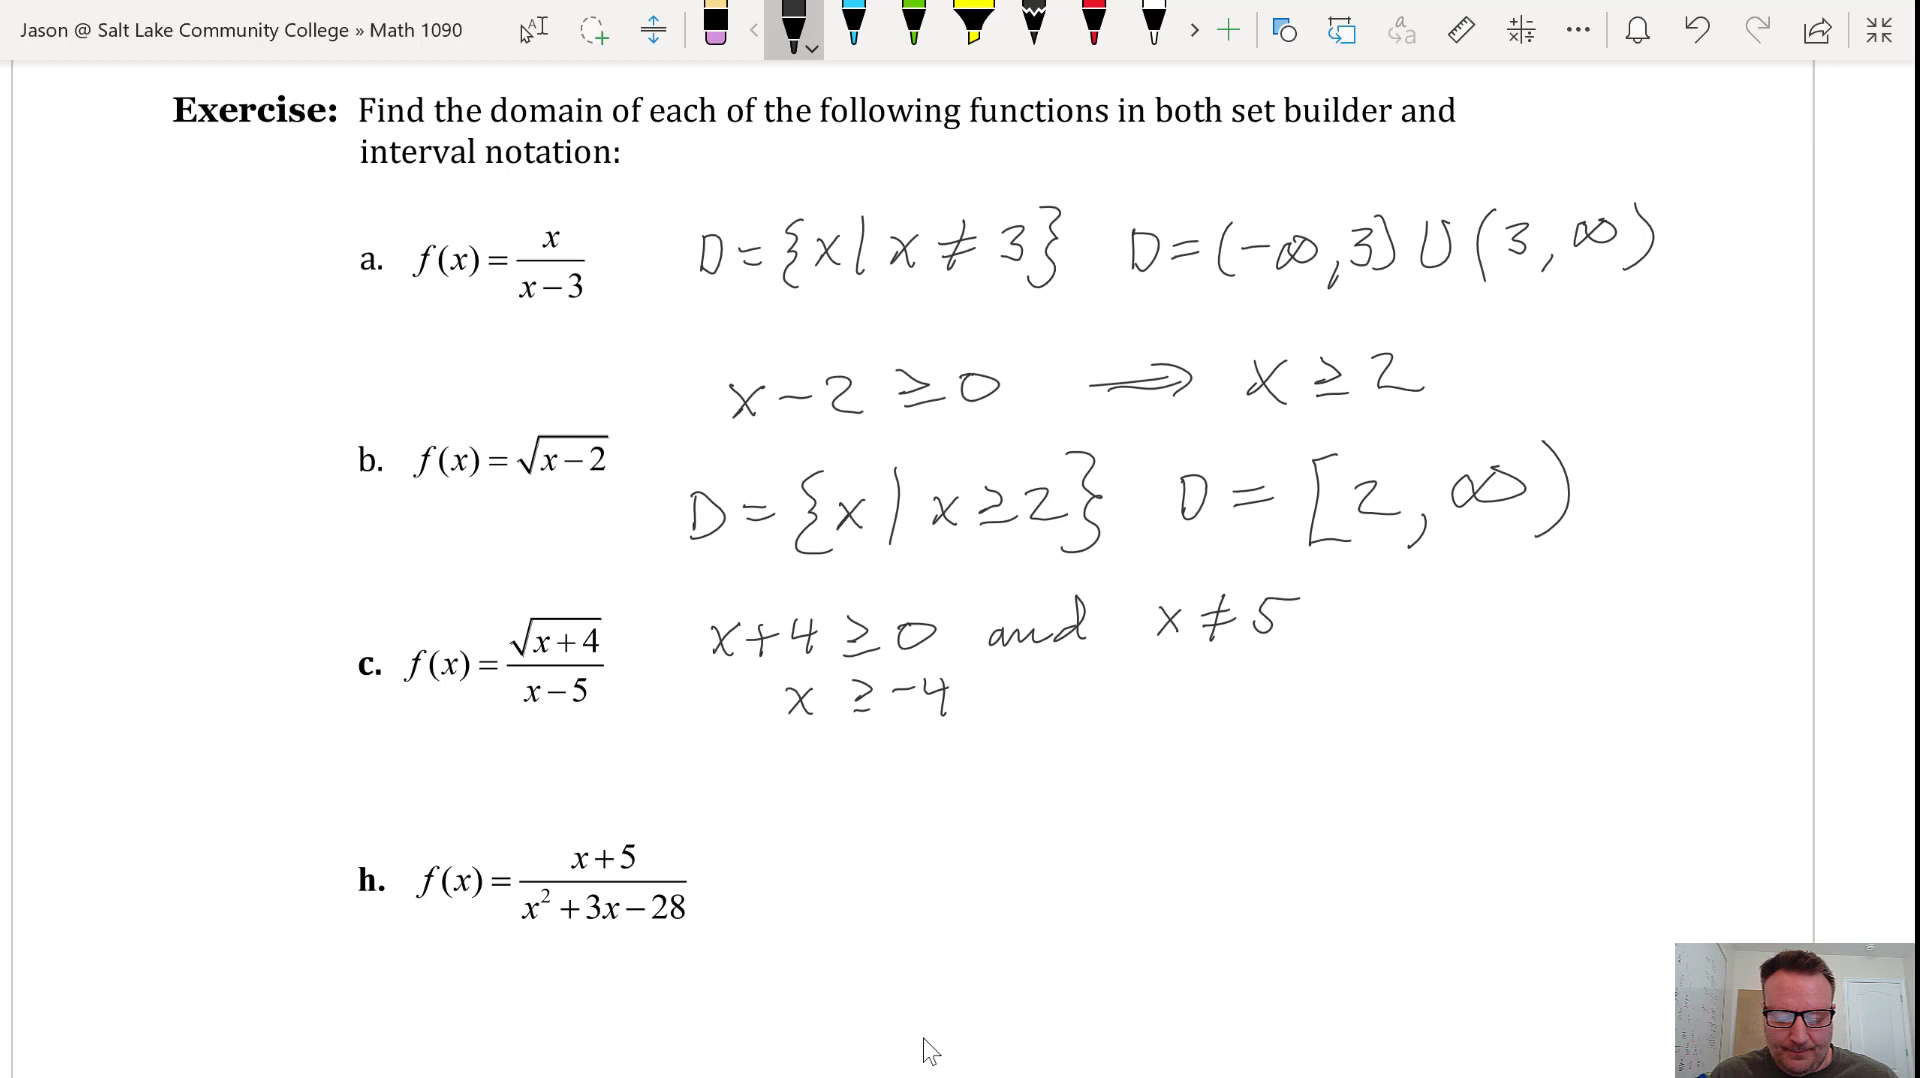 Jason @ Salt Lake Community College » Math 1090
Exercise: Find the domain of each of the following functions in both set builder and
interval notation:
a. f(x) = x / (x − 3) D = {x | x ≠ 3} D = (−∞, 3) ∪ (3, ∞)
x − 2 ≥ 0 ⟹ x ≥ 2
b. f(x) = √(x − 2)
D = {x | x ≥ 2} D = [2, ∞)
c. f(x) = √(x + 4) / (x − 5) x + 4 ≥ 0 and x ≠ 5
x ≥ −4
h. f(x) = (x + 5) / (x² + 3x − 28)